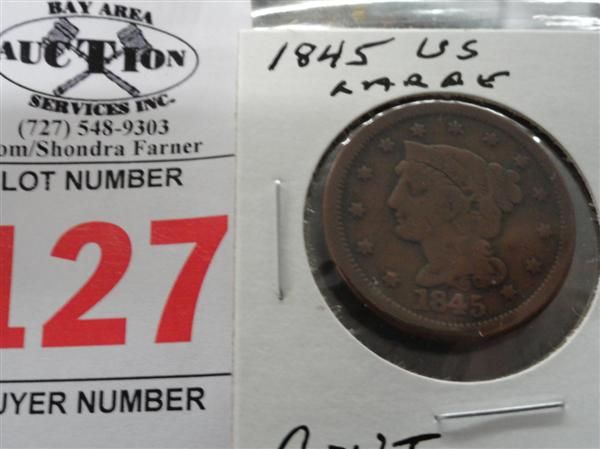 BAY AREA
AUCTION
SERVICES INC.
(727) 548-9303
om/Shondra Farner
LOT NUMBER
127
UYER NUMBER
1845 US
LARGE
CENT
1845